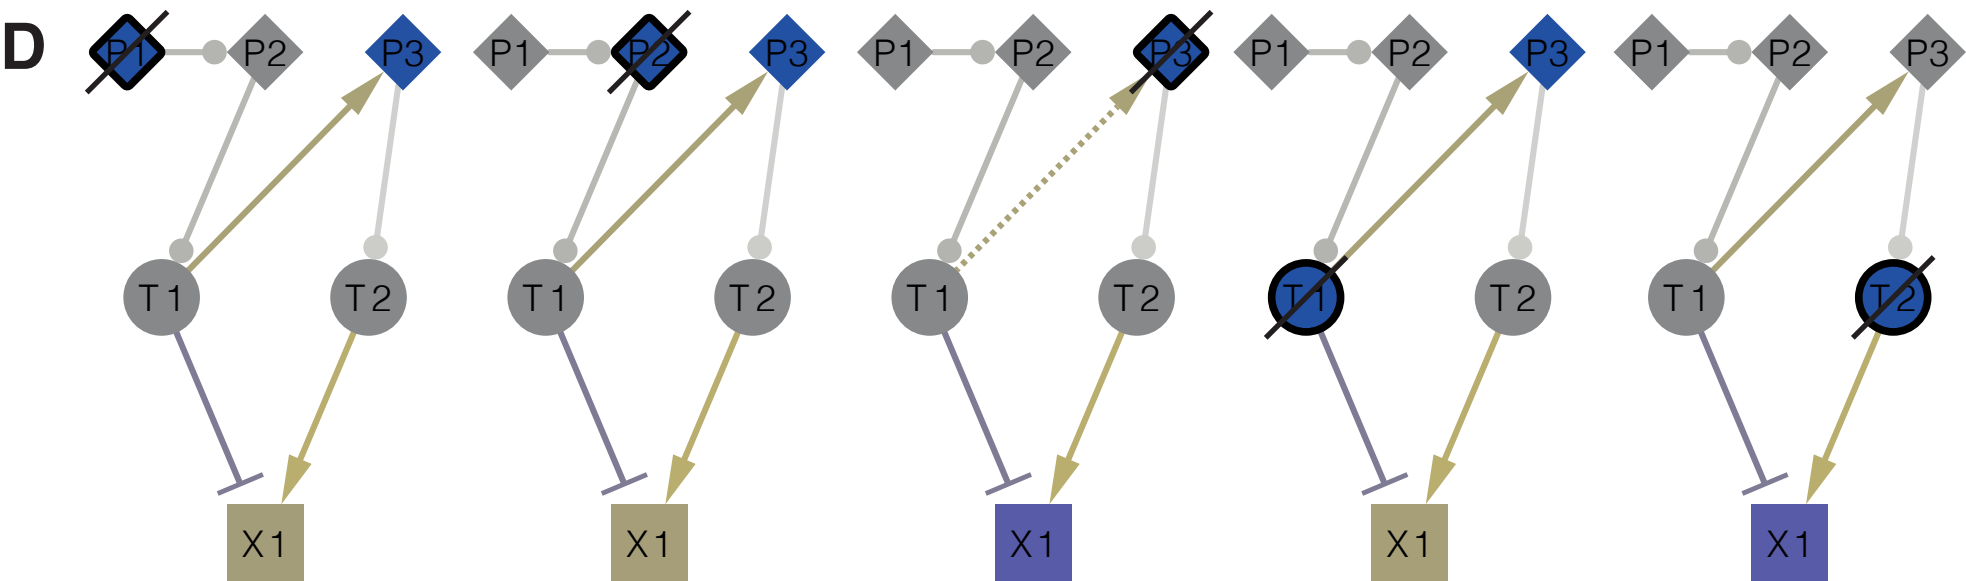 D
P1 P2 P3 P1 P2 P3 P1 P2 P3 P1 P2 P3 P1 P2 P3
T1 T2 T1 T2 T1 T2 T1 T2 T1 T2
X1 X1 X1 X1 X1